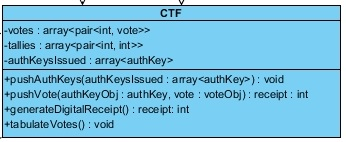 CTF
-votes : array<pair<int, vote>>
-tallies : array<pair<int, int>>
-authKeysIssued : array<authKey>
+pushAuthKeys(authKeysIssued : array<authKey>) : void
+pushVote(authKeyObj : authKey, vote : voteObj) : receipt : int
+generateDigitalReceipt() : receipt: int
+tabulateVotes() : void